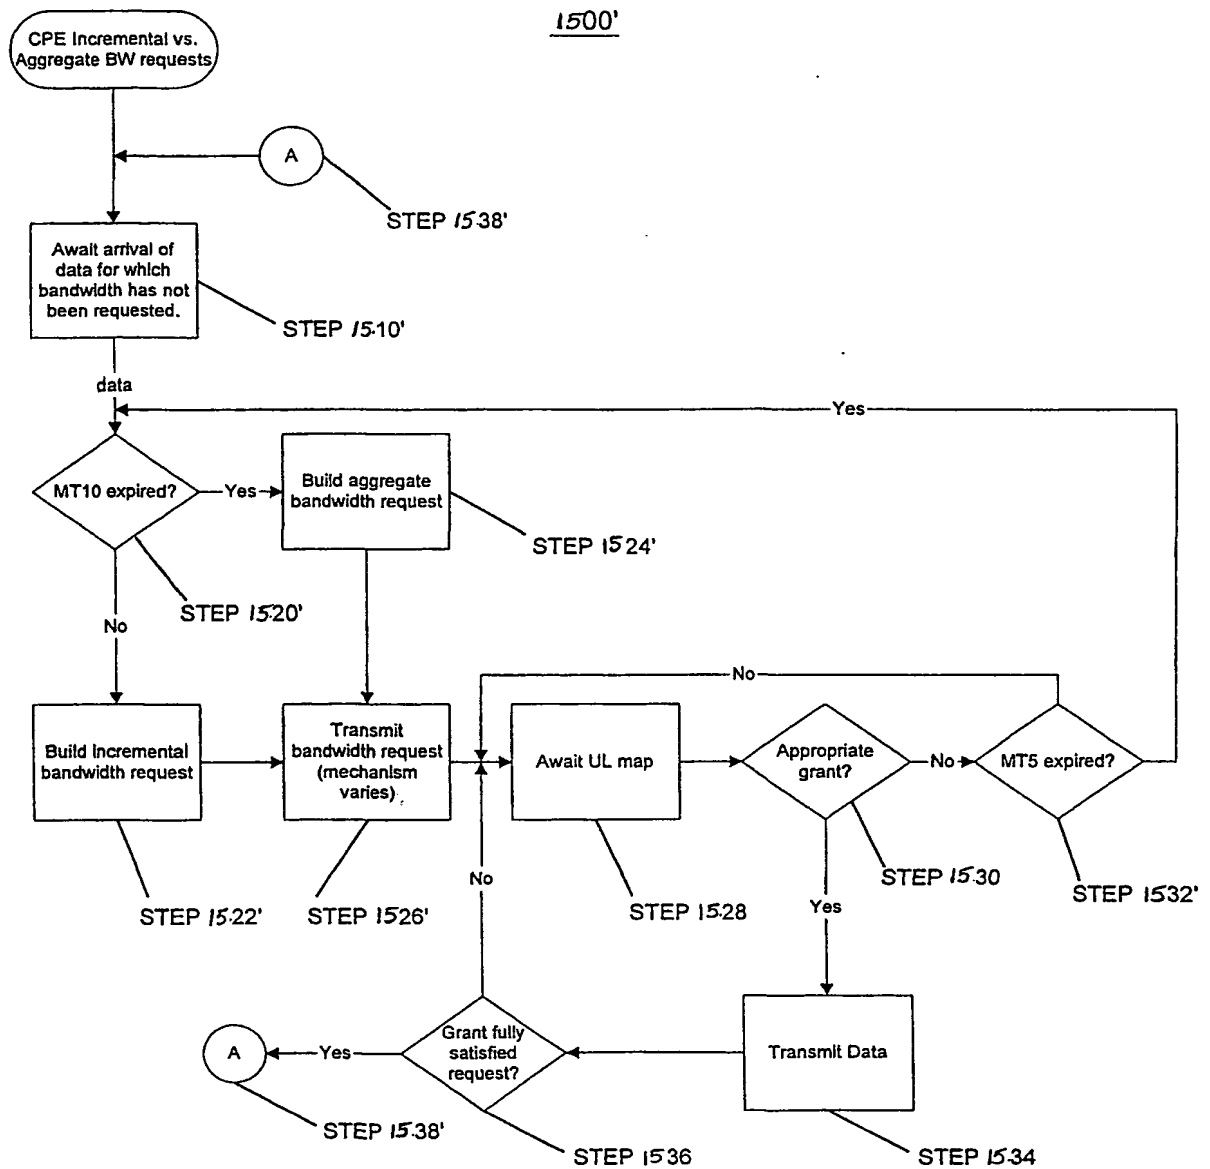 1500'
CPE Incremental vs.
Aggregate BW requests
A
STEP 1538'
Await arrival of
data for which
bandwidth has not
been requested.
STEP 1510'
data
Yes
MT10 expired?
Yes
Build aggregate
bandwidth request
STEP 1524'
STEP 1520'
No
No
Build incremental
bandwidth request
Transmit
bandwidth request
(mechanism
varies)
Await UL map
Appropriate
grant?
No
MT5 expired?
STEP 1522'
STEP 1526'
No
STEP 1528
STEP 1530
Yes
STEP 1532'
A
Yes
Grant fully
satisfied
request?
Transmit Data
STEP 1538'
STEP 1536
STEP 1534